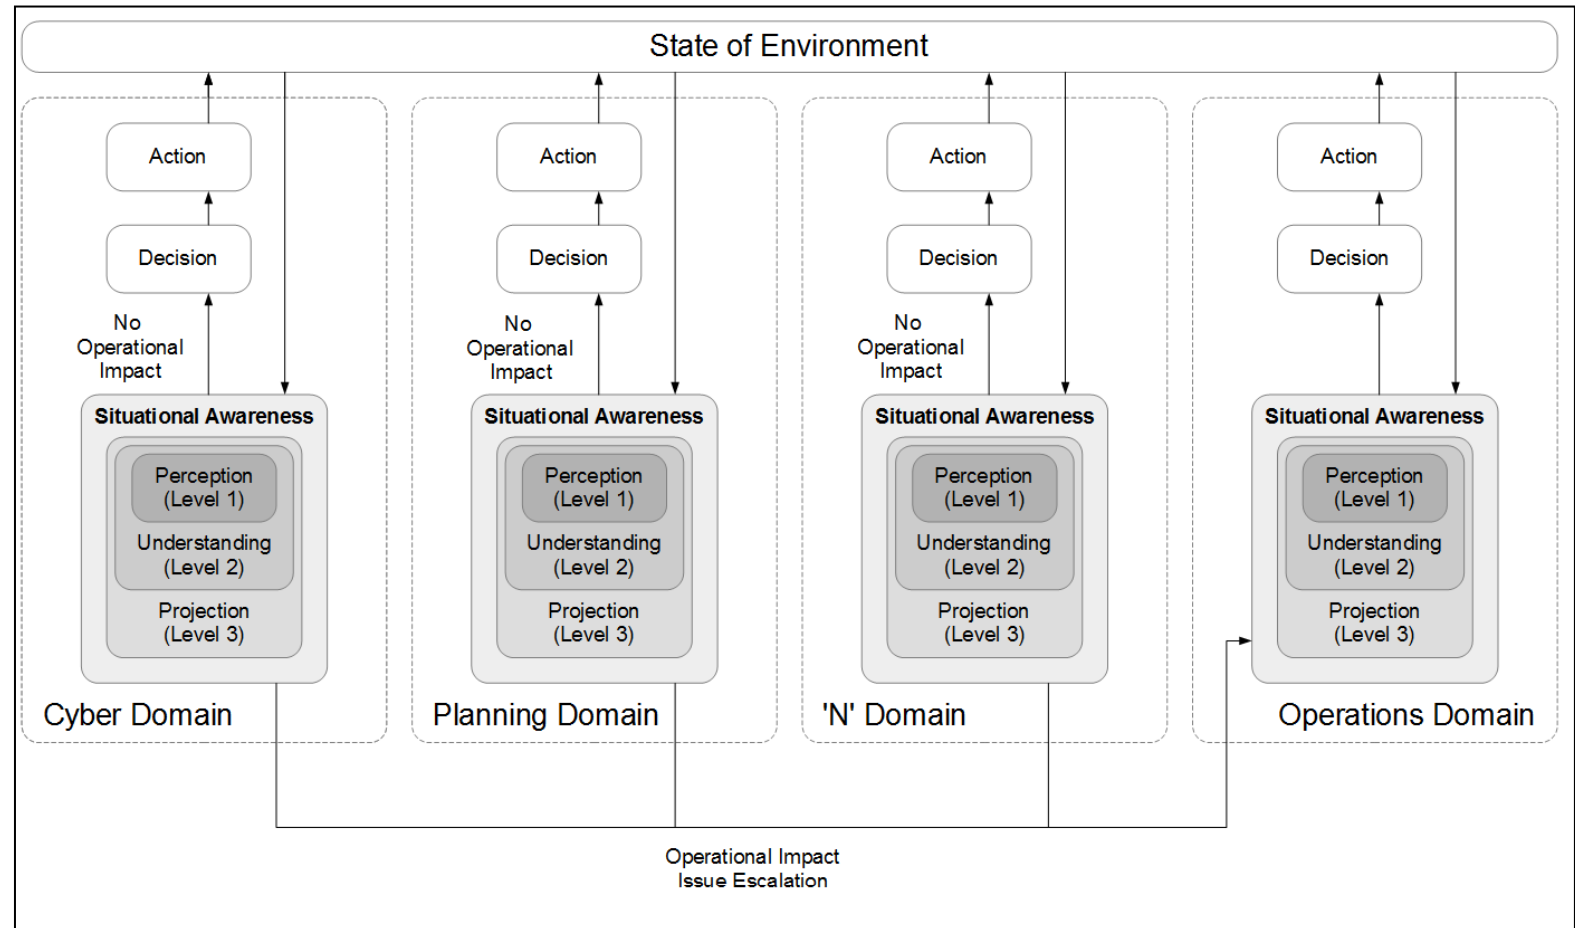 State of Environment
Action
Decision
No
Operational
Impact
Situational Awareness
Perception
(Level 1)
Understanding
(Level 2)
Projection
(Level 3)
Cyber Domain
Action
Decision
No
Operational
Impact
Situational Awareness
Perception
(Level 1)
Understanding
(Level 2)
Projection
(Level 3)
Planning Domain
Action
Decision
No
Operational
Impact
Situational Awareness
Perception
(Level 1)
Understanding
(Level 2)
Projection
(Level 3)
'N' Domain
Action
Decision
Situational Awareness
Perception
(Level 1)
Understanding
(Level 2)
Projection
(Level 3)
Operations Domain
Operational Impact
Issue Escalation